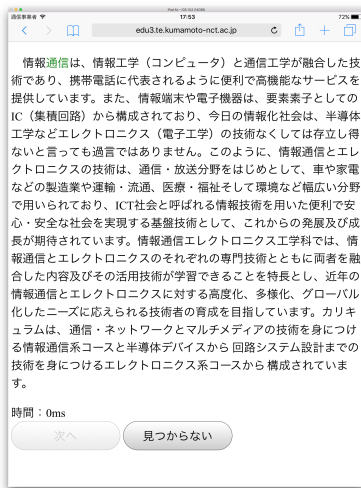 通信事業者
17:53
72%
edu3.te.kumamoto-nct.ac.jp
情報通信は、情報工学（コンピュータ）と通信工学が融合した技
術であり、携帯電話に代表されるように便利で高機能なサービスを
提供しています。また、情報端末や電子機器は、要素素子としての
IC（集積回路）から構成されており、今日の情報化社会は、半導体
工学などエレクトロニクス（電子工学）の技術なくしては存立し得
ないと言っても過言ではありません。このように、情報通信とエレ
クトロニクスの技術は、通信・放送分野をはじめとして、車や家電
などの製造業や運輸・流通、医療・福祉そして環境など幅広い分野
で用いられており、ICT社会と呼ばれる情報技術を用いた便利で安
心・安全な社会を実現する基盤技術として、これからの発展及び成
長が期待されています。情報通信エレクトロニクス工学科では、情
報通信とエレクトロニクスのそれぞれの専門技術とともに両者を融
合した内容及びその活用技術が学習できることを特長とし、近年の
情報通信とエレクトロニクスに対する高度化、多様化、グローバル
化したニーズに応えられる技術者の育成を目指しています。カリキ
ュラムは、通信・ネットワークとマルチメディアの技術を身につけ
る情報通信系コースと半導体デバイスから 回路システム設計までの
技術を身につけるエレクトロニクス系コースから 構成されていま
す。
時間：0ms
次へ 見つからない